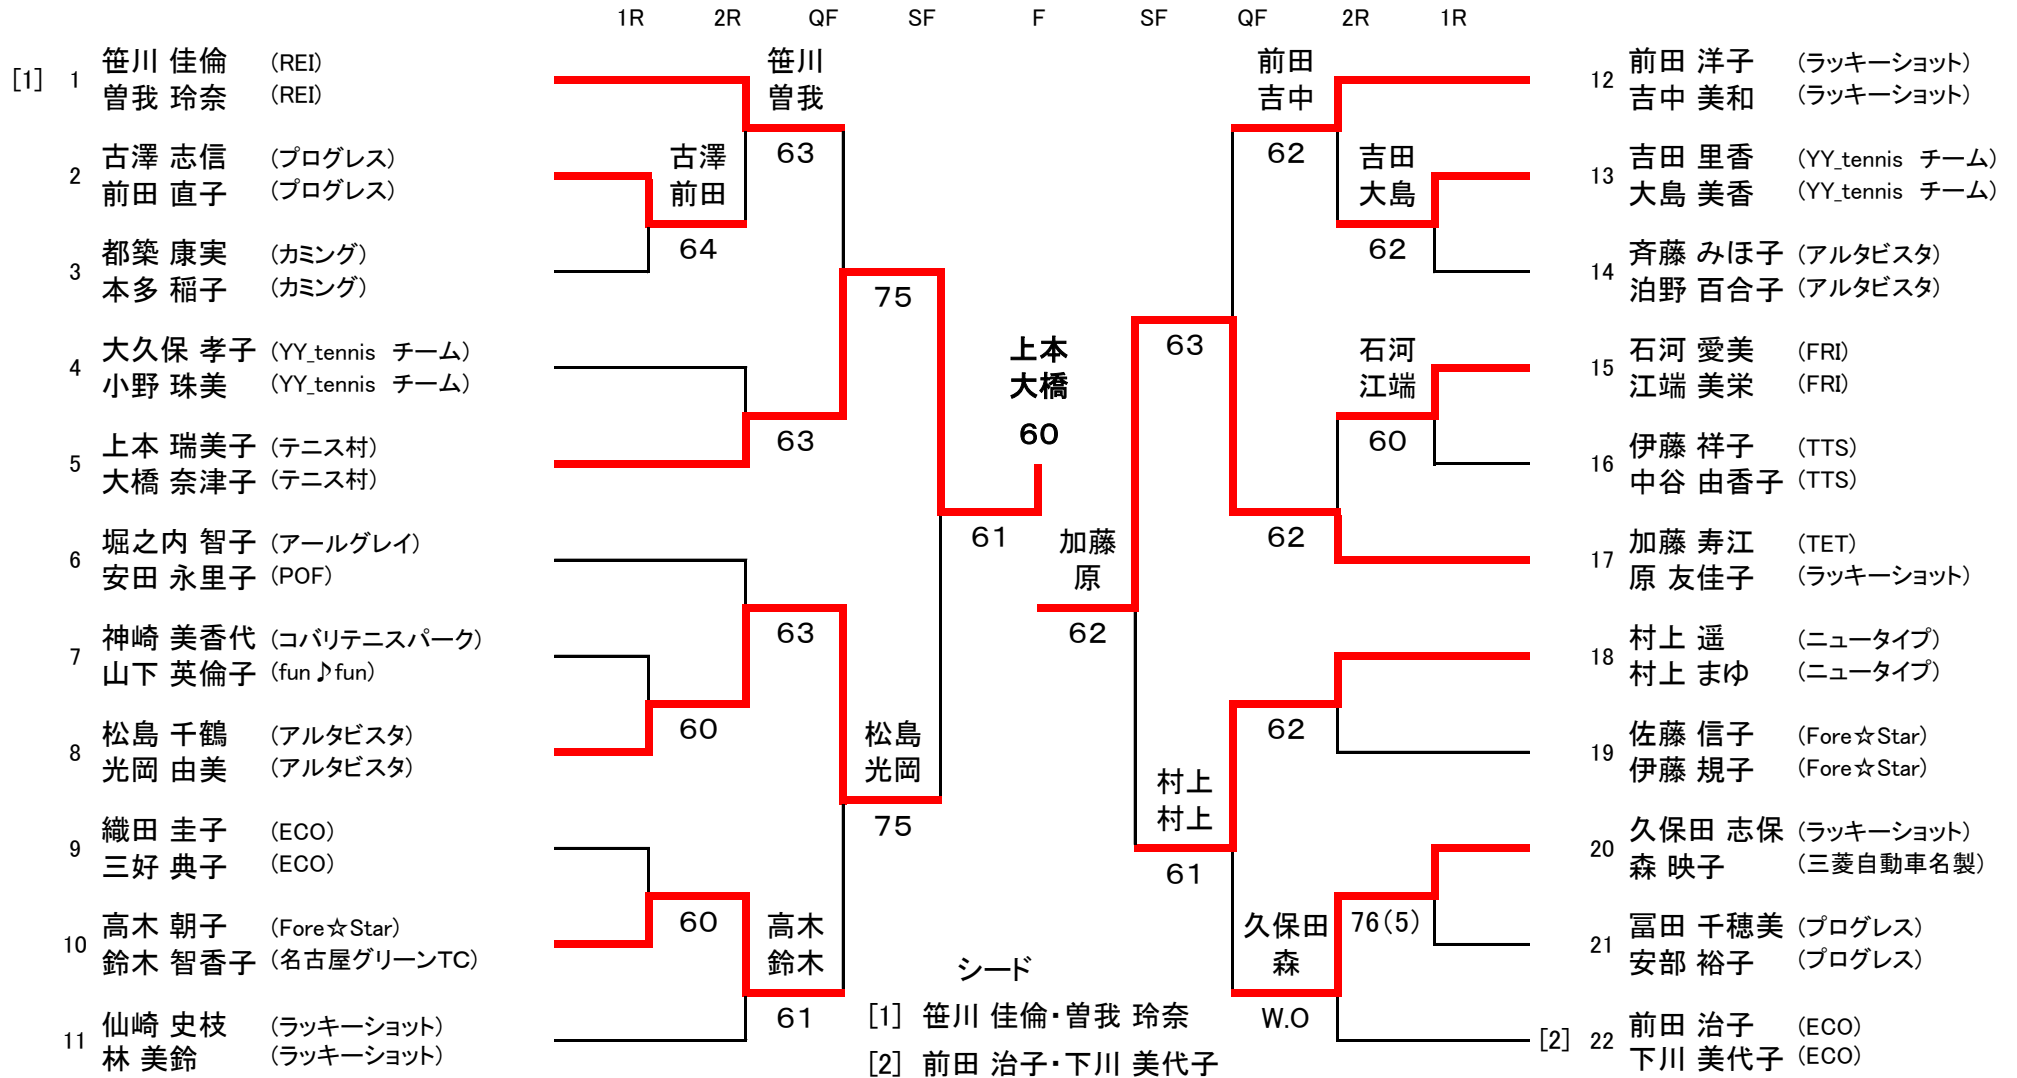 1R 2R QF SF F SF QF 2R 1R
[1] 1 笹川 佳倫 (REI)
曽我 玲奈 (REI)
2 古澤 志信 (プログレス)
前田 直子 (プログレス)
3 都築 康実 (カミング)
本多 稲子 (カミング)
4 大久保 孝子 (YY_tennis チーム)
小野 珠美 (YY_tennis チーム)
5 上本 瑞美子 (テニス村)
大橋 奈津子 (テニス村)
6 堀之内 智子 (アールグレイ)
安田 永里子 (POF)
7 神崎 美香代 (コバリテニスパーク)
山下 英倫子 (fun♪fun)
8 松島 千鶴 (アルタビスタ)
光岡 由美 (アルタビスタ)
9 織田 圭子 (ECO)
三好 典子 (ECO)
10 高木 朝子 (Fore☆Star)
鈴木 智香子 (名古屋グリーンTC)
11 仙崎 史枝 (ラッキーショット)
林 美鈴 (ラッキーショット)
古澤
前田
64
60
60
笹川
曽我
63
63
63
高木
鈴木
61
75
松島
光岡
75
61
上本
大橋
60
加藤
原
62
63
村上
村上
61
前田
吉中
62
62
62
久保田
森
W.O
吉田
大島
62
石河
江端
60
76(5)
12 前田 洋子 (ラッキーショット)
吉中 美和 (ラッキーショット)
13 吉田 里香 (YY_tennis チーム)
大島 美香 (YY_tennis チーム)
14 斉藤 みほ子 (アルタビスタ)
泊野 百合子 (アルタビスタ)
15 石河 愛美 (FRI)
江端 美栄 (FRI)
16 伊藤 祥子 (TTS)
中谷 由香子 (TTS)
17 加藤 寿江 (TET)
原 友佳子 (ラッキーショット)
18 村上 遥 (ニュータイプ)
村上 まゆ (ニュータイプ)
19 佐藤 信子 (Fore☆Star)
伊藤 規子 (Fore☆Star)
20 久保田 志保 (ラッキーショット)
森 映子 (三菱自動車名製)
21 冨田 千穂美 (プログレス)
安部 裕子 (プログレス)
[2] 22 前田 治子 (ECO)
下川 美代子 (ECO)
シード
[1] 笹川 佳倫・曽我 玲奈
[2] 前田 治子・下川 美代子